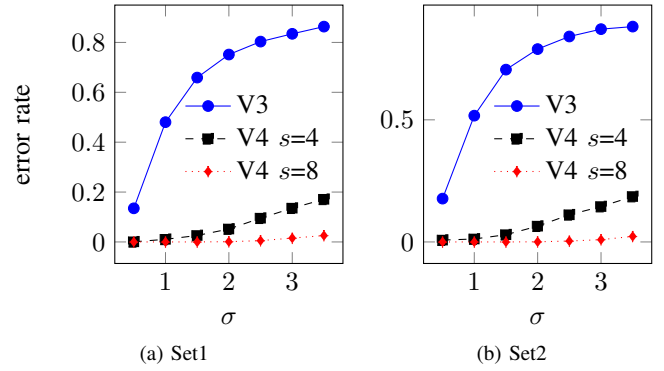 0.8
0.6
0.4
0.2
0
error rate
V3
V4 s=4
V4 s=8
1
2
3
σ
(a) Set1
0.5
0
V3
V4 s=4
V4 s=8
1
2
3
σ
(b) Set2